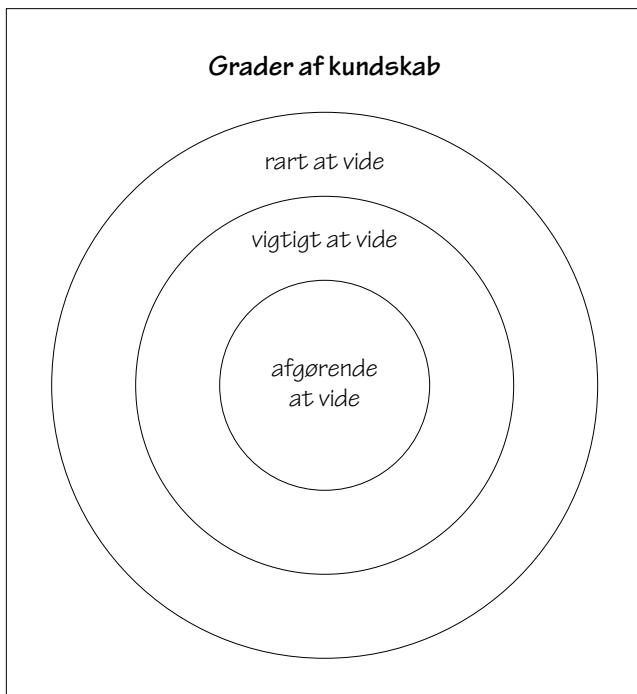 Grader af kundskab
rart at vide
vigtigt at vide
afgørende
at vide